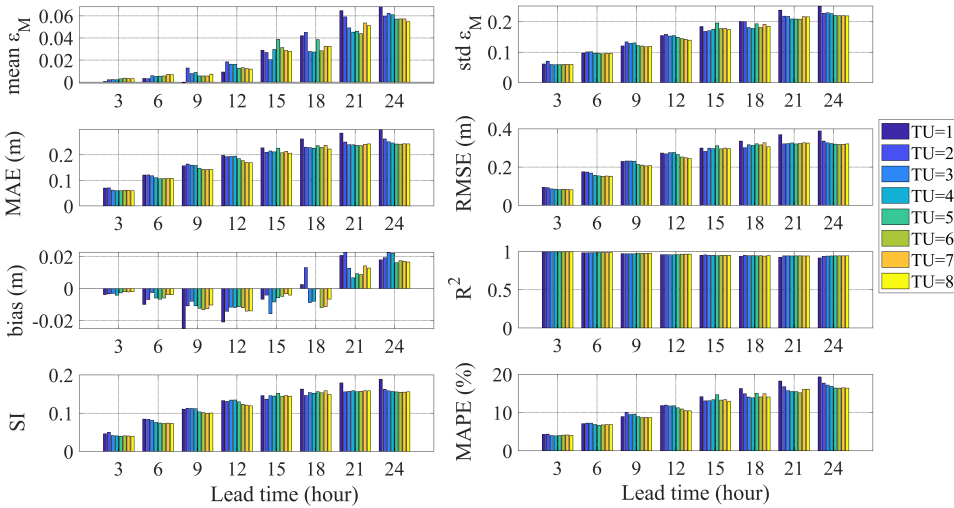 mean ε_M
0.06
0.04
0.02
0
3 6 9 12 15 18 21 24
std ε_M
0.2
0.1
0
3 6 9 12 15 18 21 24
MAE (m)
0.2
0.1
0
3 6 9 12 15 18 21 24
RMSE (m)
0.4
0.2
0
3 6 9 12 15 18 21 24
bias (m)
0.02
0
-0.02
3 6 9 12 15 18 21 24
R²
1
0.5
0
3 6 9 12 15 18 21 24
SI
0.2
0.1
0
3 6 9 12 15 18 21 24
Lead time (hour)
MAPE (%)
20
10
0
3 6 9 12 15 18 21 24
Lead time (hour)
TU=1
TU=2
TU=3
TU=4
TU=5
TU=6
TU=7
TU=8